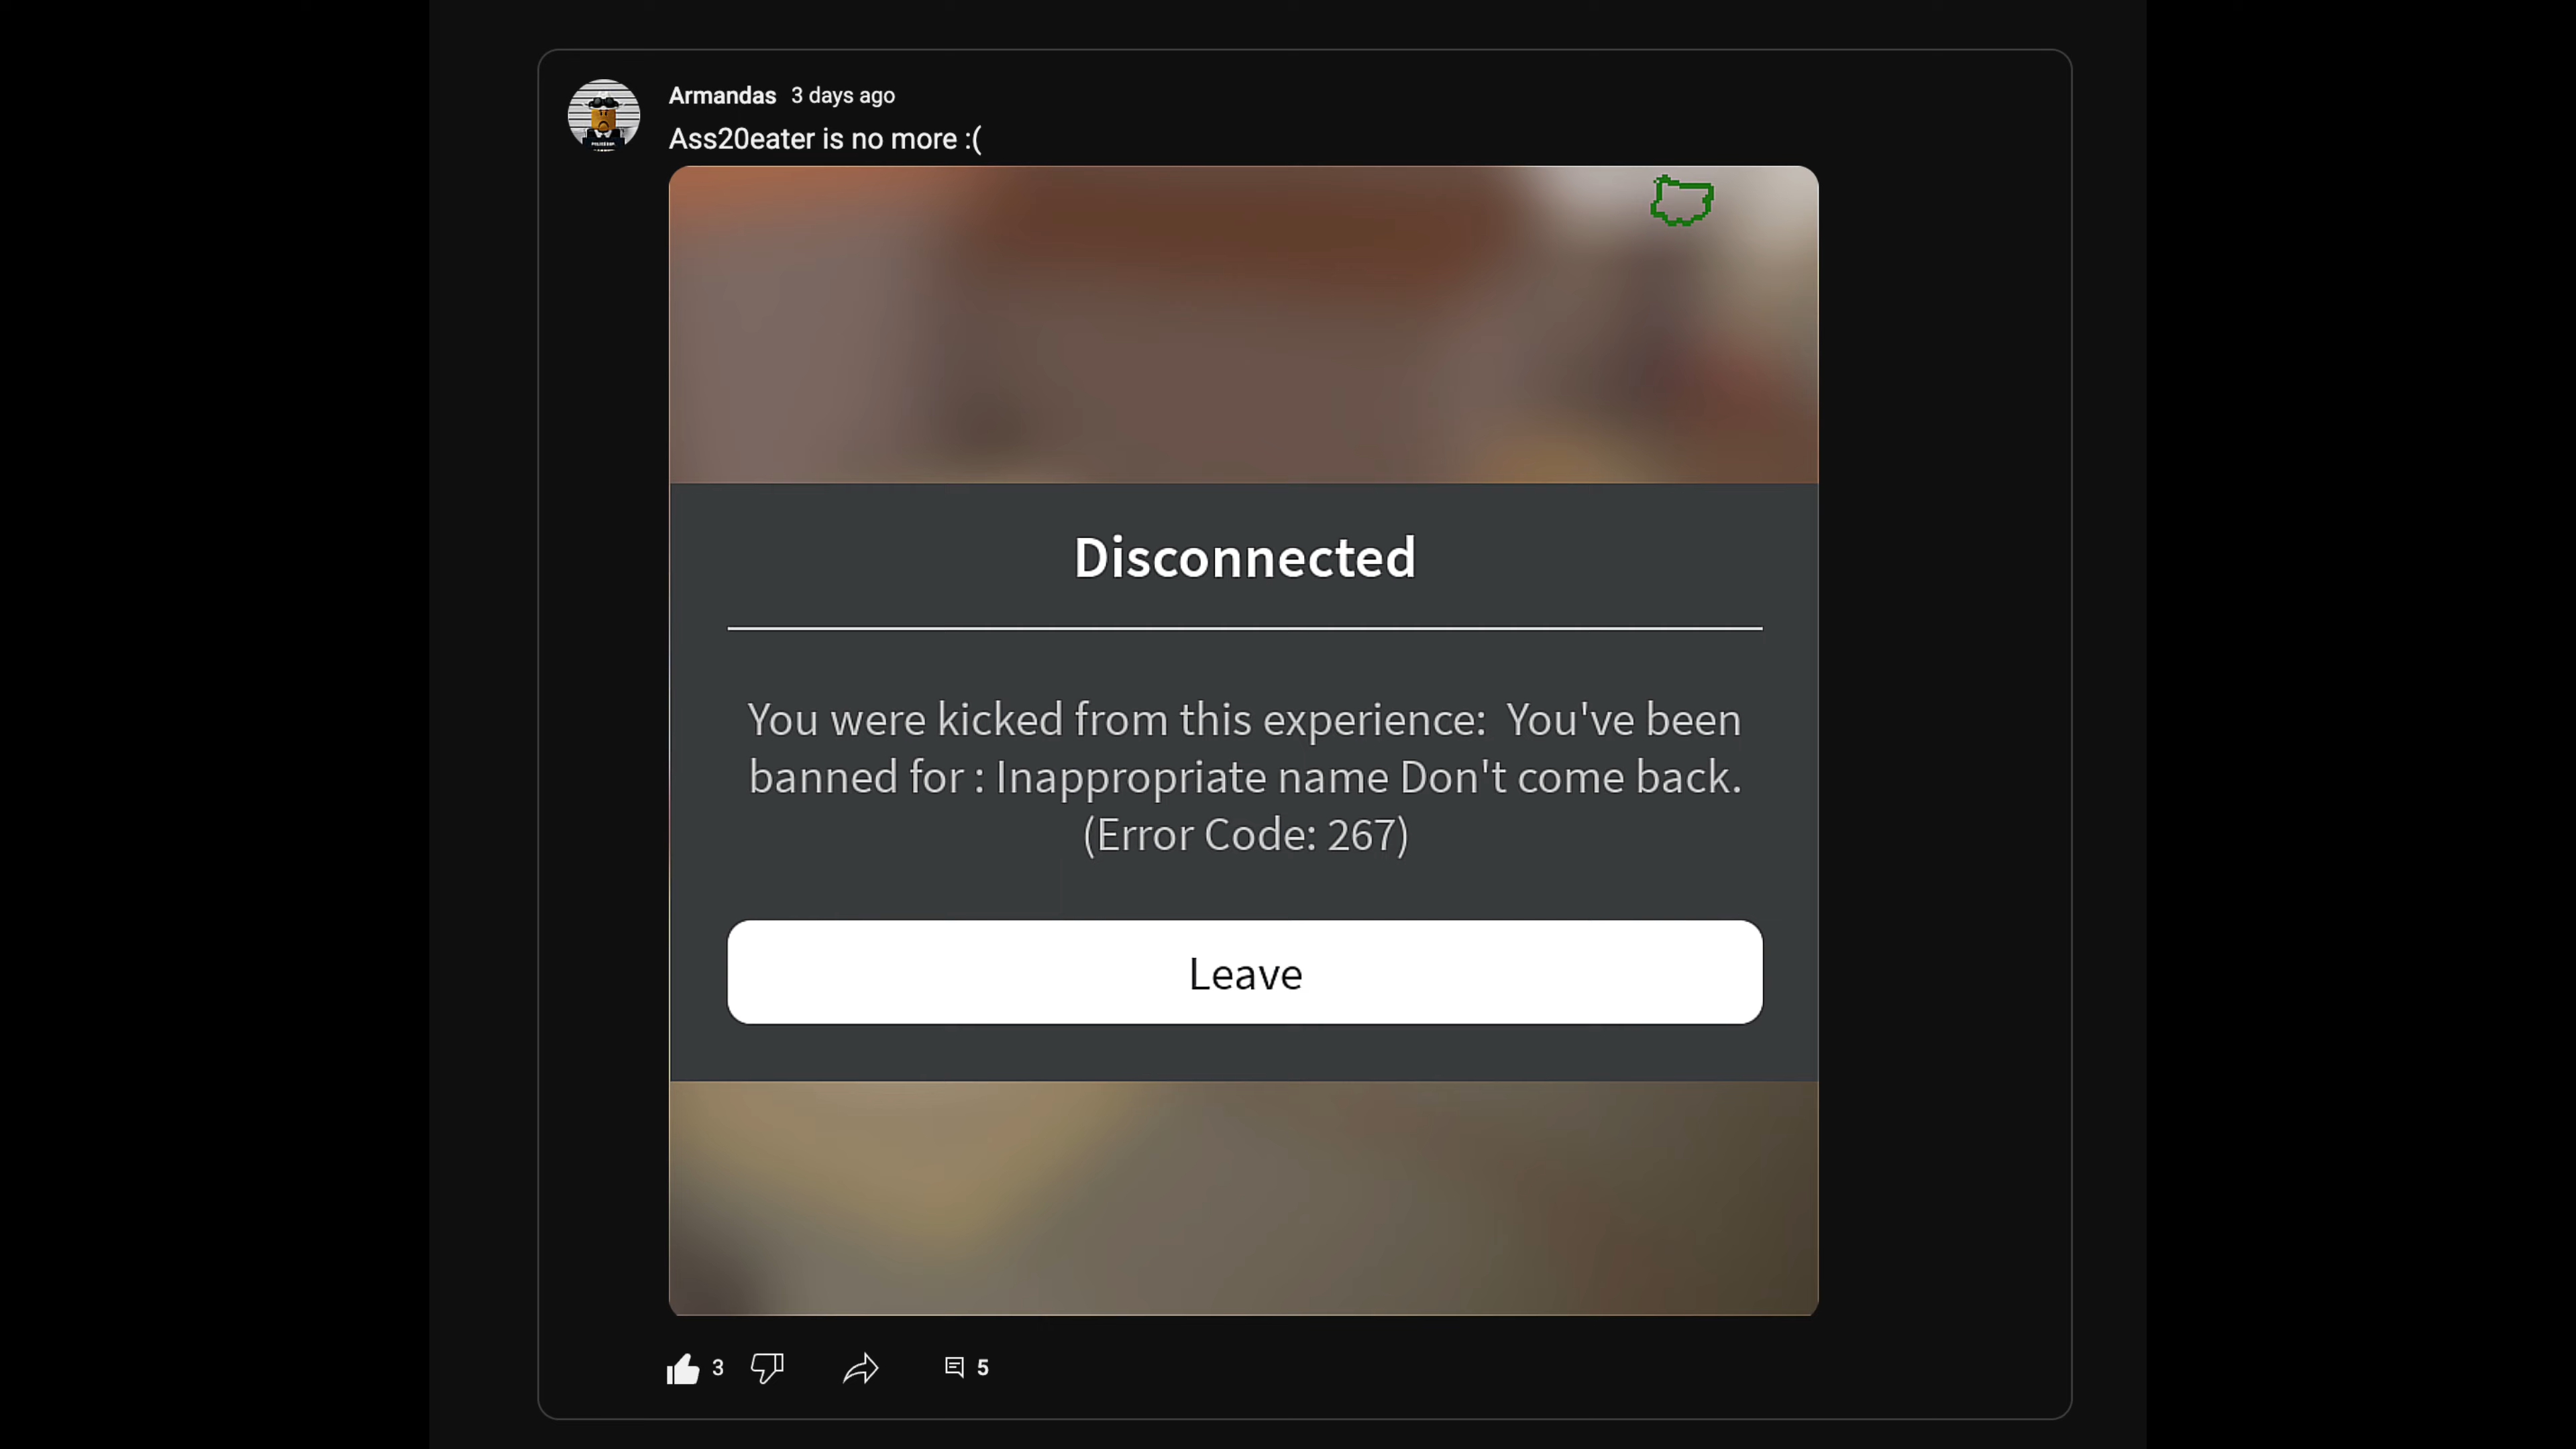 Armandas 3 days ago
Ass20eater is no more :(
Disconnected
You were kicked from this experience:  You've been
banned for : Inappropriate name Don't come back.
(Error Code: 267)
Leave
3 5